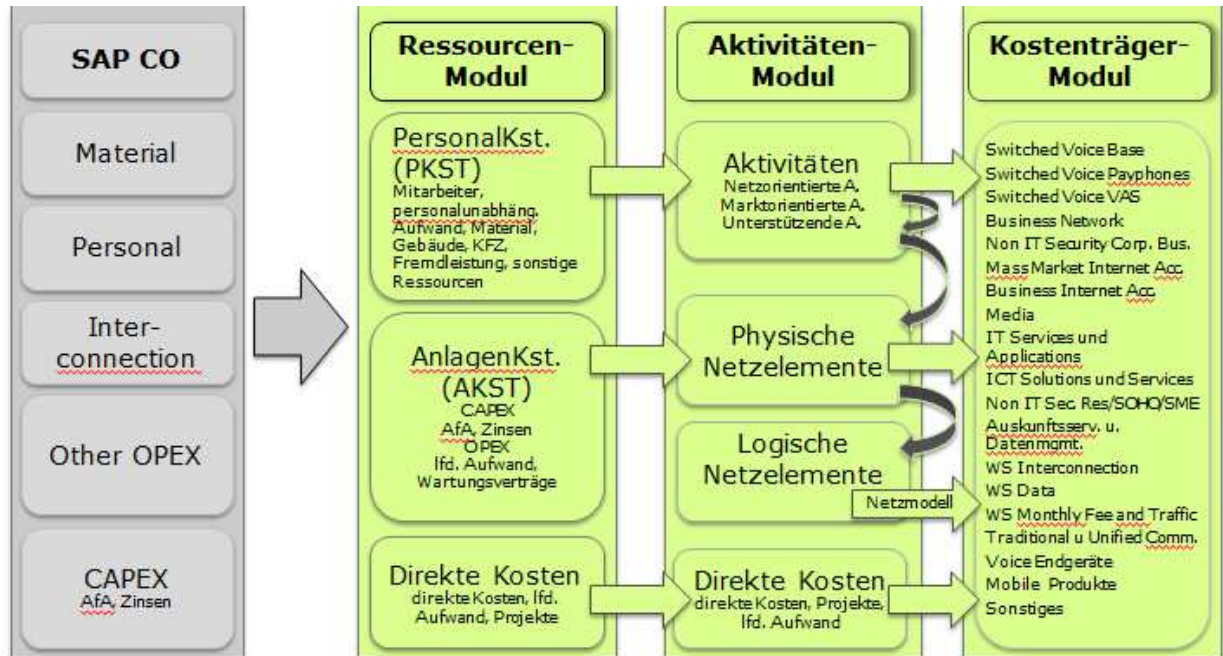 SAP CO
Material
Personal
Inter-
connection
Other OPEX
CAPEX
AfA, Zinsen
Ressourcen-
Modul
PersonalKst.
(PKST)
Mitarbeiter,
personalunabhäng.
Aufwand, Material,
Gebäude, KFZ,
Fremdleistung, sonstige
Ressourcen
AnlagenKst.
(AKST)
CAPEX
AfA, Zinsen
OPEX
lfd. Aufwand,
Wartungsverträge
Direkte Kosten
direkte Kosten, lfd.
Aufwand, Projekte
Aktivitäten-
Modul
Aktivitäten
Netzorientierte A.
Marktorientierte A.
Unterstützende A.
Physische
Netzelemente
Logische
Netzelemente
Netzmodell
Direkte Kosten
direkte Kosten, Projekte,
lfd. Aufwand
Kostenträger-
Modul
Switched Voice Base
Switched Voice Payphones
Switched Voice VAS
Business Network
Non IT Security Corp. Bus.
Mass Market Internet Acc.
Business Internet Acc.
Media
IT Services und
Applications
ICT Solutions und Services
Non IT Sec. Res/SOHO/SME
Auskunftsserv. u.
Datenmgmt.
WS Interconnection
WS Data
WS Monthly Fee and Traffic
Traditional u Unified Comm.
Voice Endgeräte
Mobile Produkte
Sonstiges